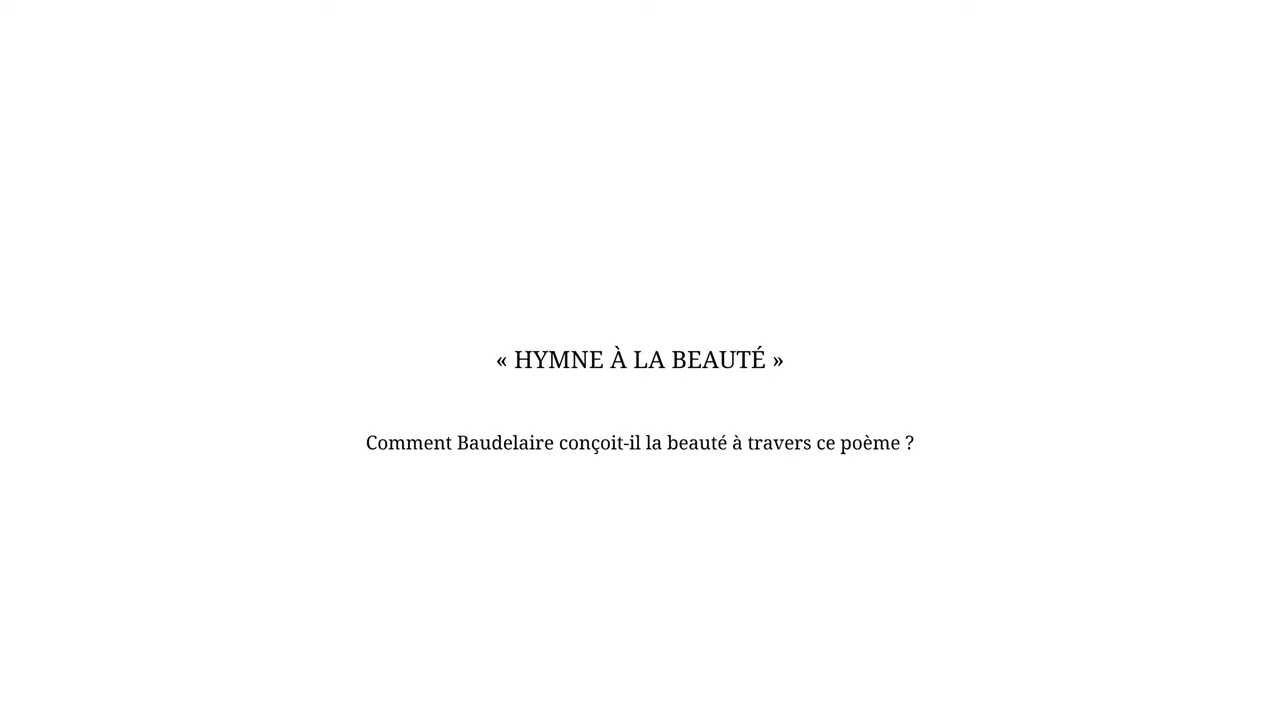 « HYMNE À LA BEAUTÉ »
Comment Baudelaire conçoit-il la beauté à travers ce poème ?